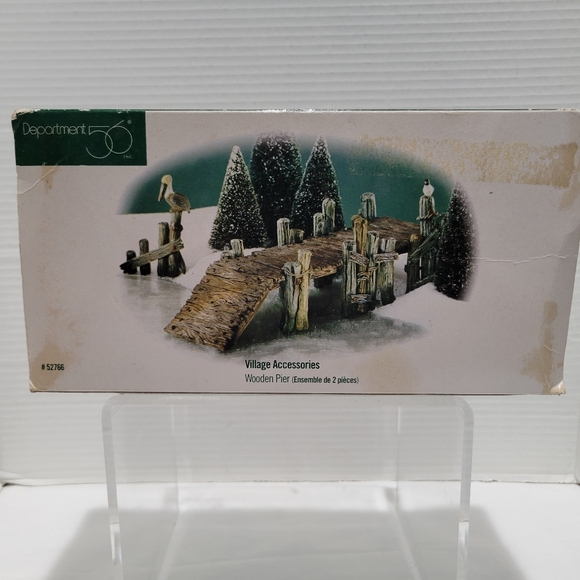 Department 56®
# 52766
Village Accessories
Wooden Pier (Ensemble de 2 pièces)